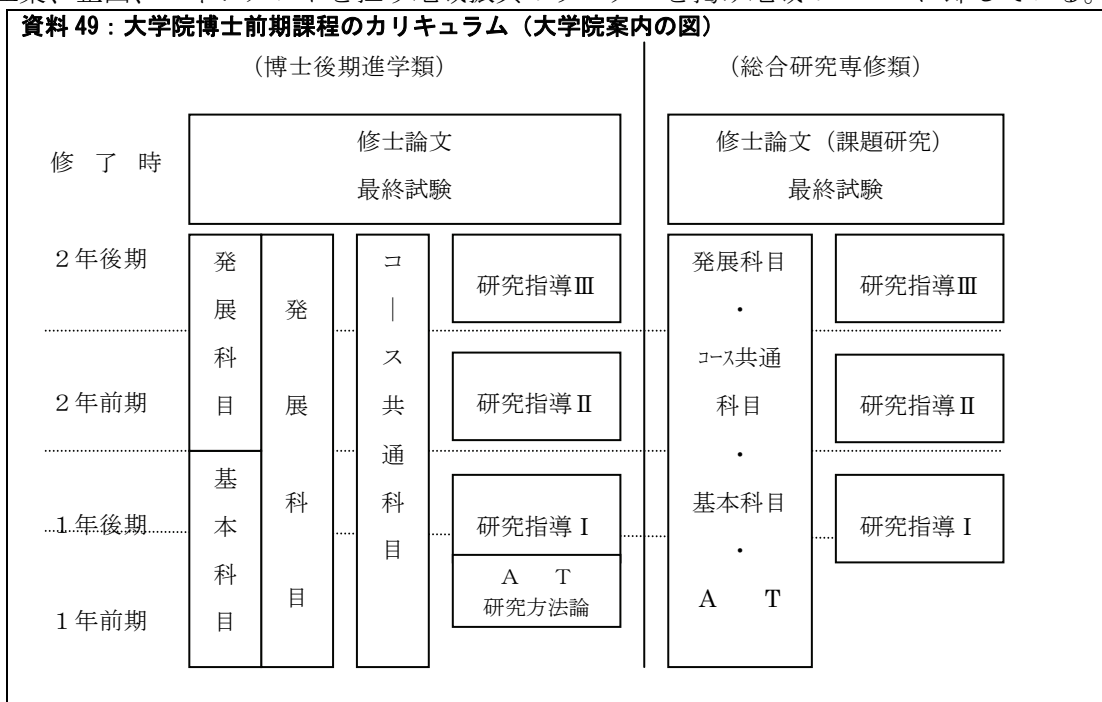 資料 49：大学院博士前期課程のカリキュラム（大学院案内の図）
（博士後期進学類）
（総合研究専修類）
修 了 時
修士論文
最終試験
修士論文（課題研究）
最終試験
２年後期
２年前期
１年後期
１年前期
発展科目
基本科目
発展科目
コース共通科目
研究指導Ⅲ
研究指導Ⅱ
研究指導Ⅰ
Ａ　Ｔ
研究方法論
発展科目
・
ｺｰｽ共通
科目
・
基本科目
・
Ａ　Ｔ
研究指導Ⅲ
研究指導Ⅱ
研究指導Ⅰ